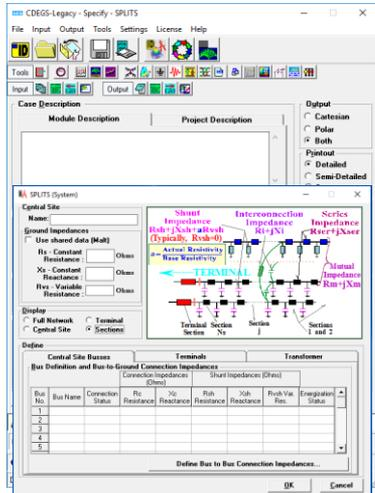 CDEGS-Legacy - Specify - SPLITS
File Input Output Tools Settings License Help
ID
Tools
Input Output
Case Description
Module Description Project Description
Output
Cartesian
Polar
Both
Printout
Detailed
Semi-Detailed
SPLITS (System)
Central Site
Name:
Ground Impedances
Use shared data (Malt)
Rs - Constant Resistance : Ohms
Xs - Constant Reactance : Ohms
Rvs - Variable Resistance : Ohms
Display
Full Network Terminal
Central Site Sections
Shunt Impedance
Rsh+jXsh+aRvsh
(Typically, Rvsh=0)
a= Actual Resistivity
Base Resistivity
Interconnection Impedance
Ri+jXi
Series Impedance
Rser+jXser
TERMINAL
Mutual Impedance
Rm+jXm
Terminal Section
Section Ns
Section j
Sections 1 and 2
Define
Central Site Busses Terminals Transformer
Bus Definition and Bus-to-Ground Connection Impedances
Connection Impedances (Ohms) Shunt Impedances (Ohms)
Bus No. Bus Name Connection Status Rc Resistance Xc Reactance Rsh Resistance Xsh Reactance Rvsh Var. Res. Energization Status
1
2
3
4
5
Define Bus to Bus Connection Impedances...
OK Cancel